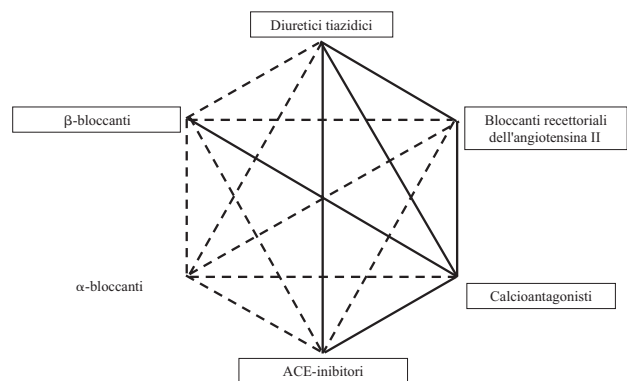 Diuretici tiazidici
β-bloccanti
Bloccanti recettoriali
dell'angiotensina II
α-bloccanti
Calcioantagonisti
ACE-inibitori